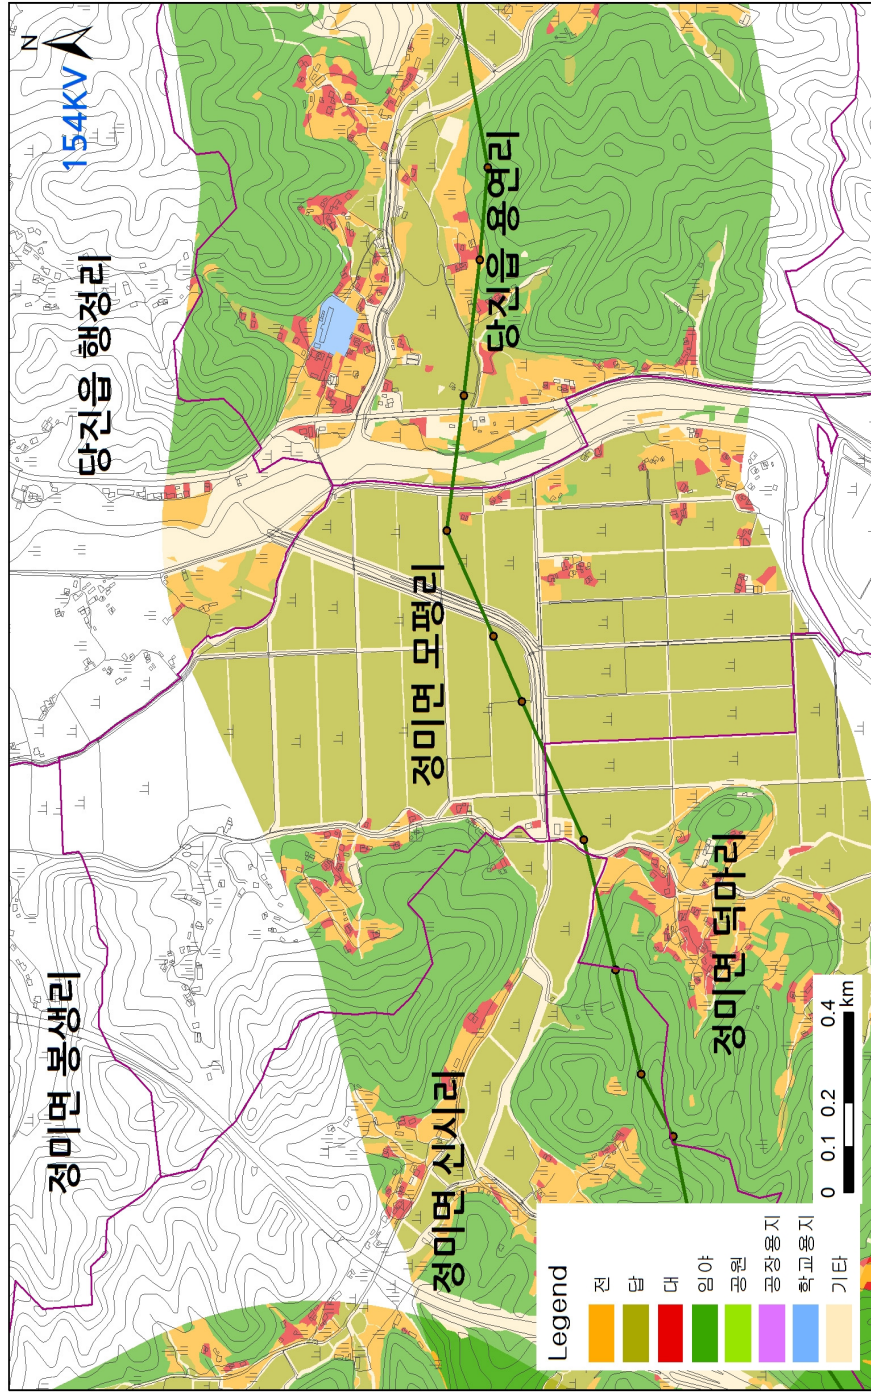 N
154KV
당진읍 행정리
당진읍 용연리
정미면 모평리
정미면 봉생리
정미면 신시리
정미면 덕마리
Legend
전
답
대
임야
공원
공장용지
학교용지
기타
0 0.1 0.2 0.4
km